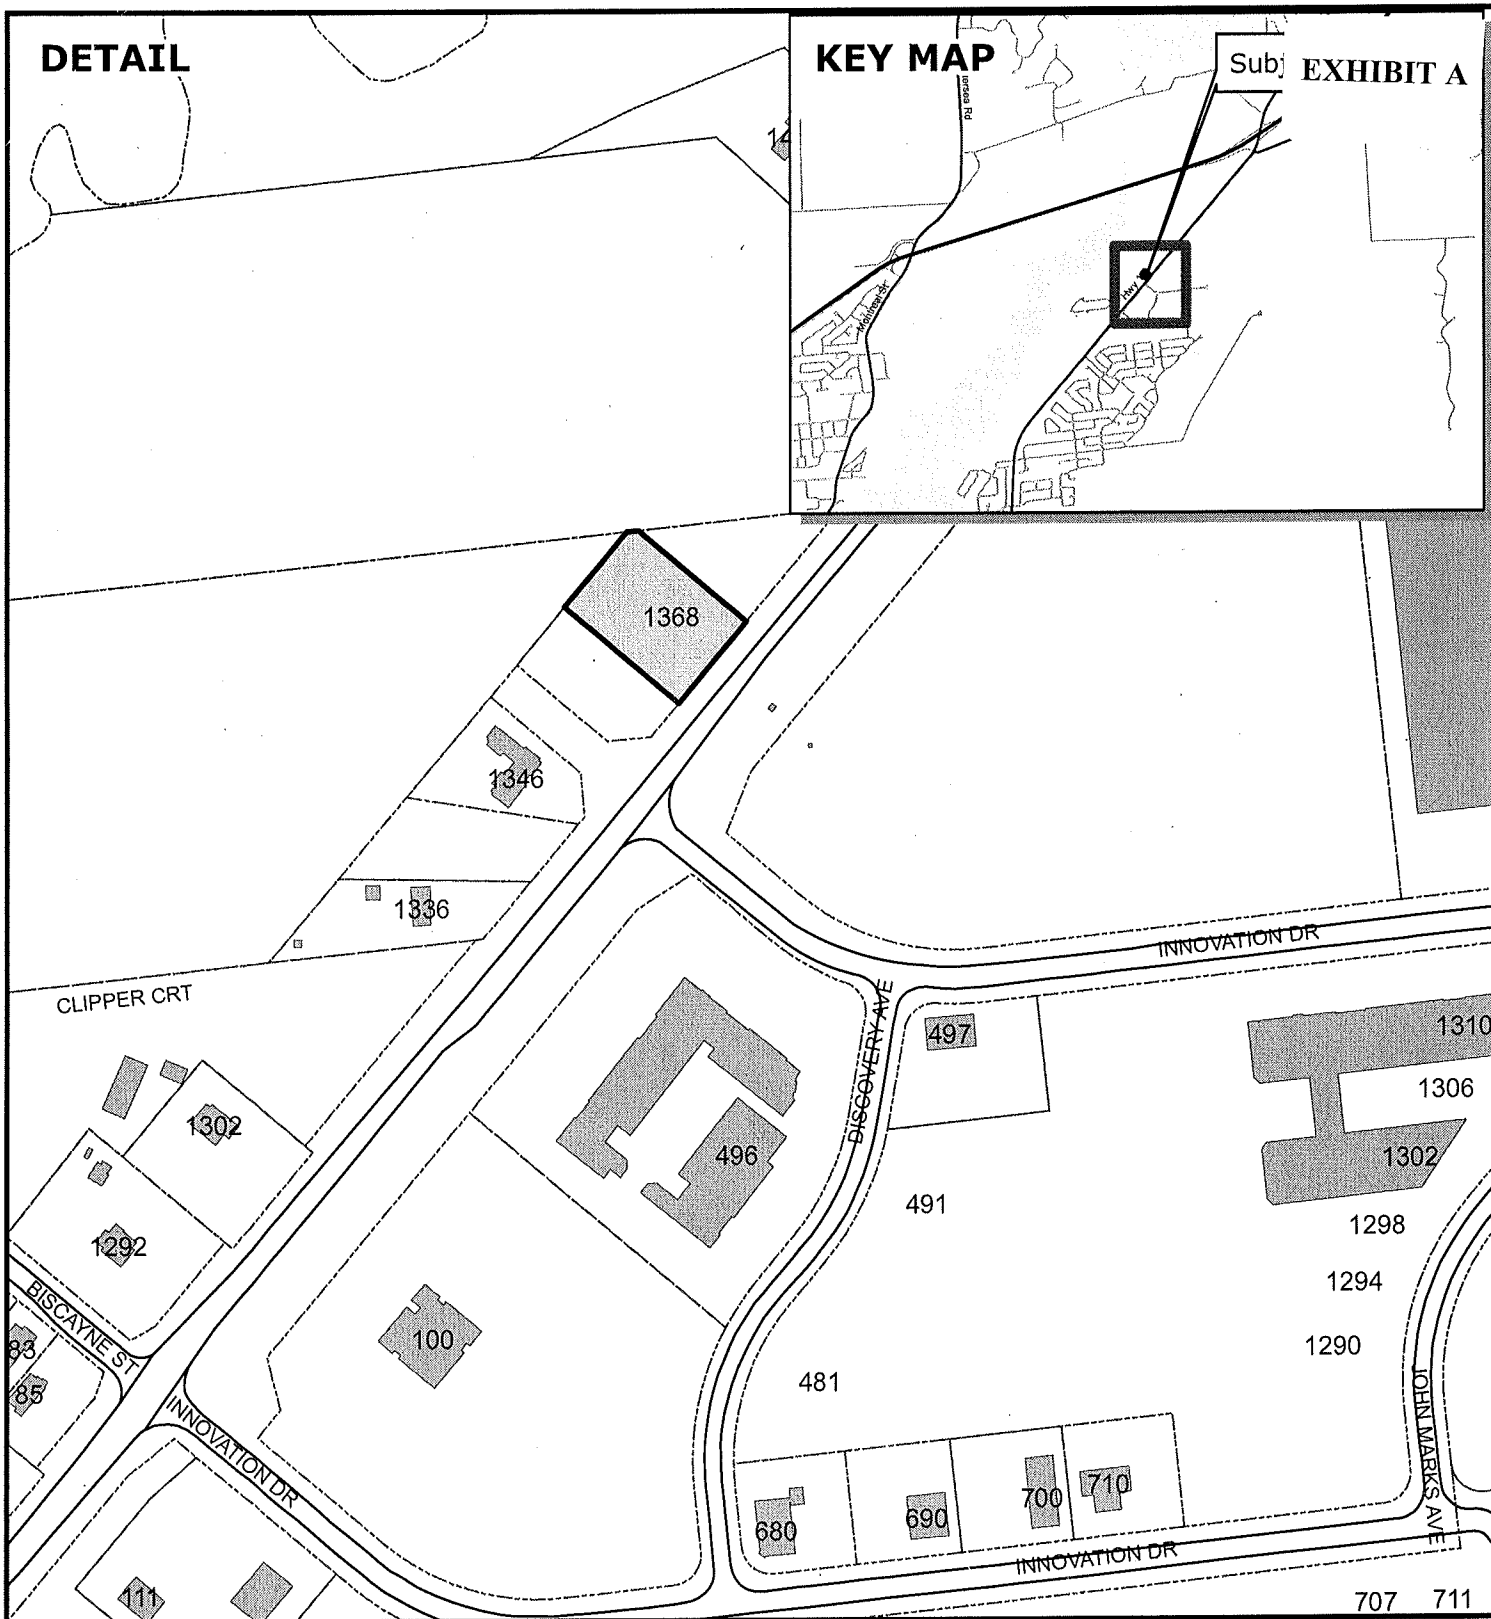 DETAIL
KEY MAP
Subj
EXHIBIT A
Rd
Montreal St
Hwy
14
1368
1346
1336
INNOVATION DR
CLIPPER CRT
DISCOVERY AVE
497
1310
1306
1302
496
1302
491
1298
1292
1294
BISCAYNE ST
100
1290
83
85
481
JOHN MARKS AVE
INNOVATION DR
710
700
690
680
INNOVATION DR
111
707
711